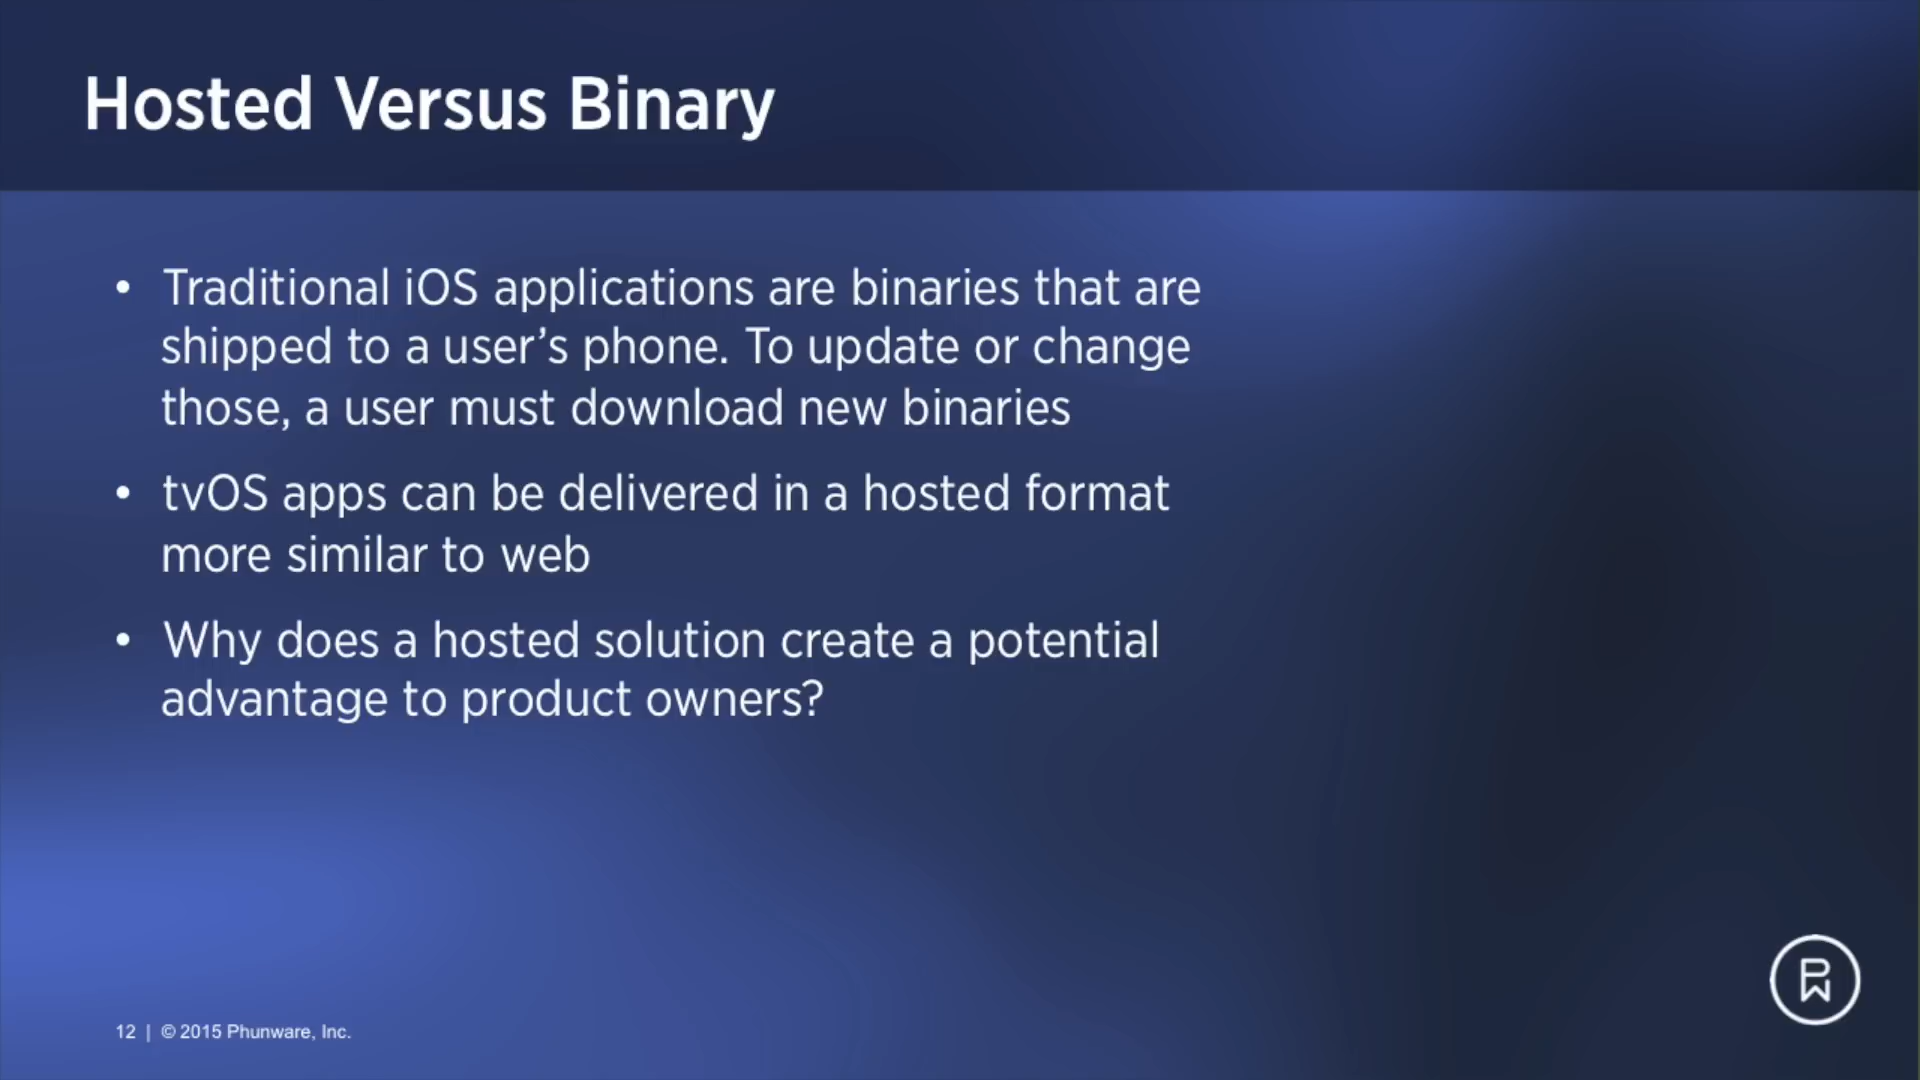 Hosted Versus Binary
• Traditional iOS applications are binaries that are
shipped to a user’s phone. To update or change
those, a user must download new binaries
• tvOS apps can be delivered in a hosted format
more similar to web
• Why does a hosted solution create a potential
advantage to product owners?
PW
12 | © 2015 Phunware, Inc.